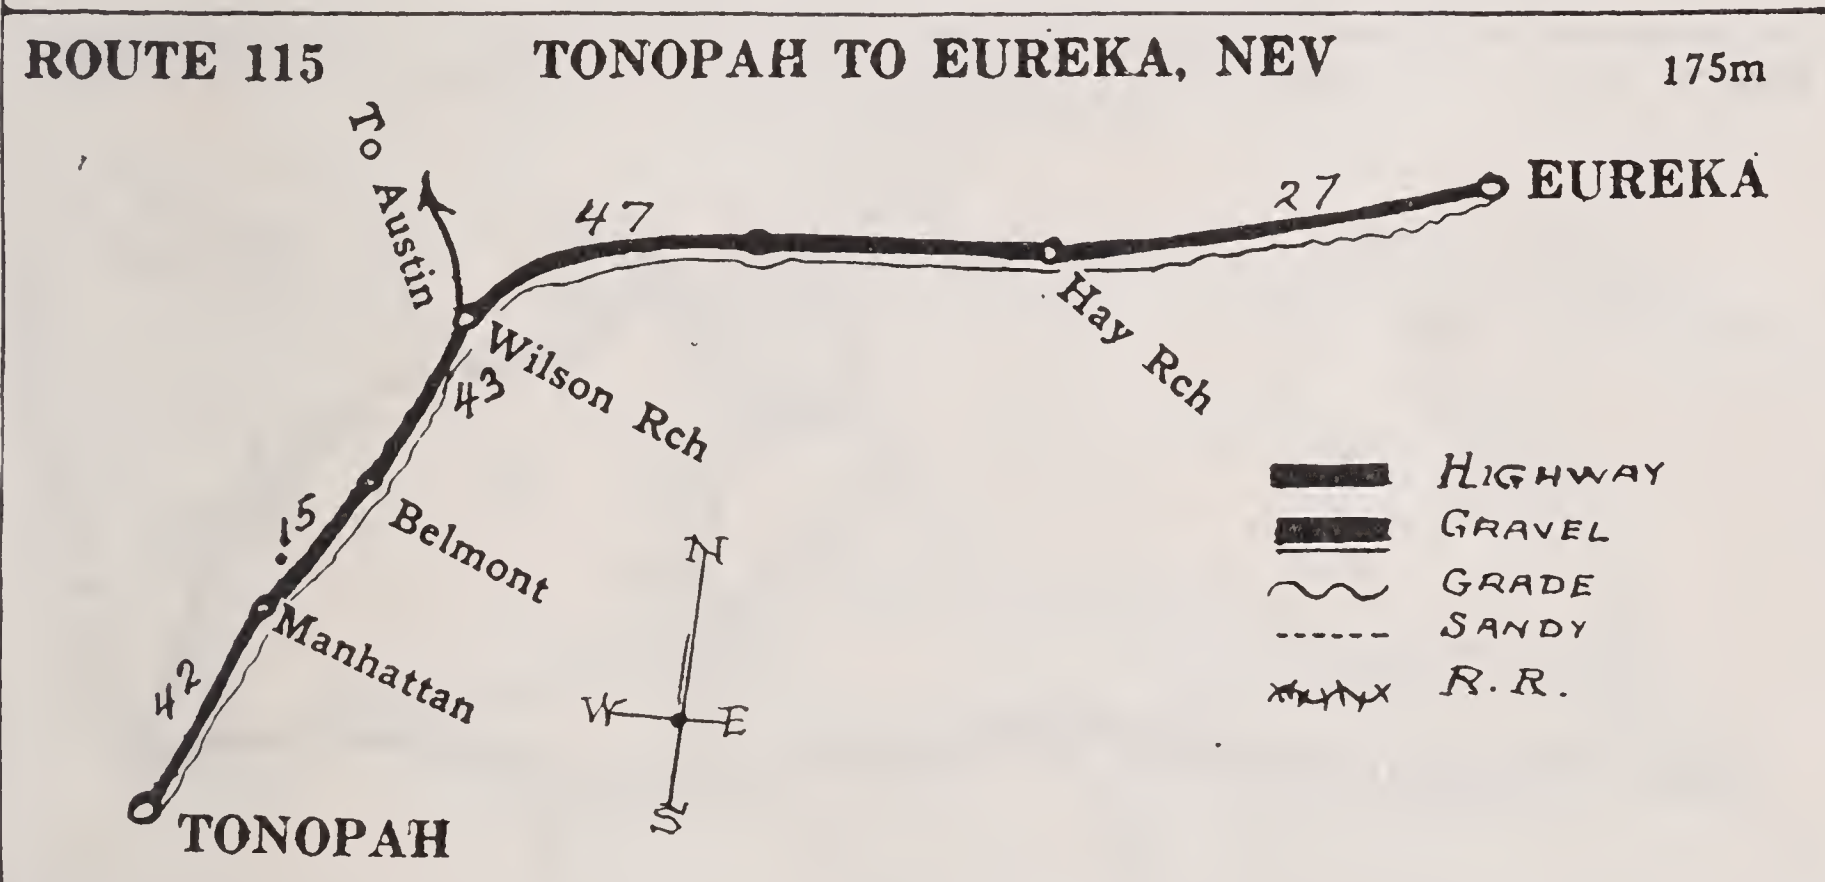 ROUTE 115 TONOPAH TO EUREKA, NEV 175m
To Austin
47
27
EUREKA
Hay Rch
Wilson Rch
43
Belmont
15
Manhattan
42
TONOPAH
N
W E
S
HIGHWAY
GRAVEL
GRADE
SANDY
R.R.